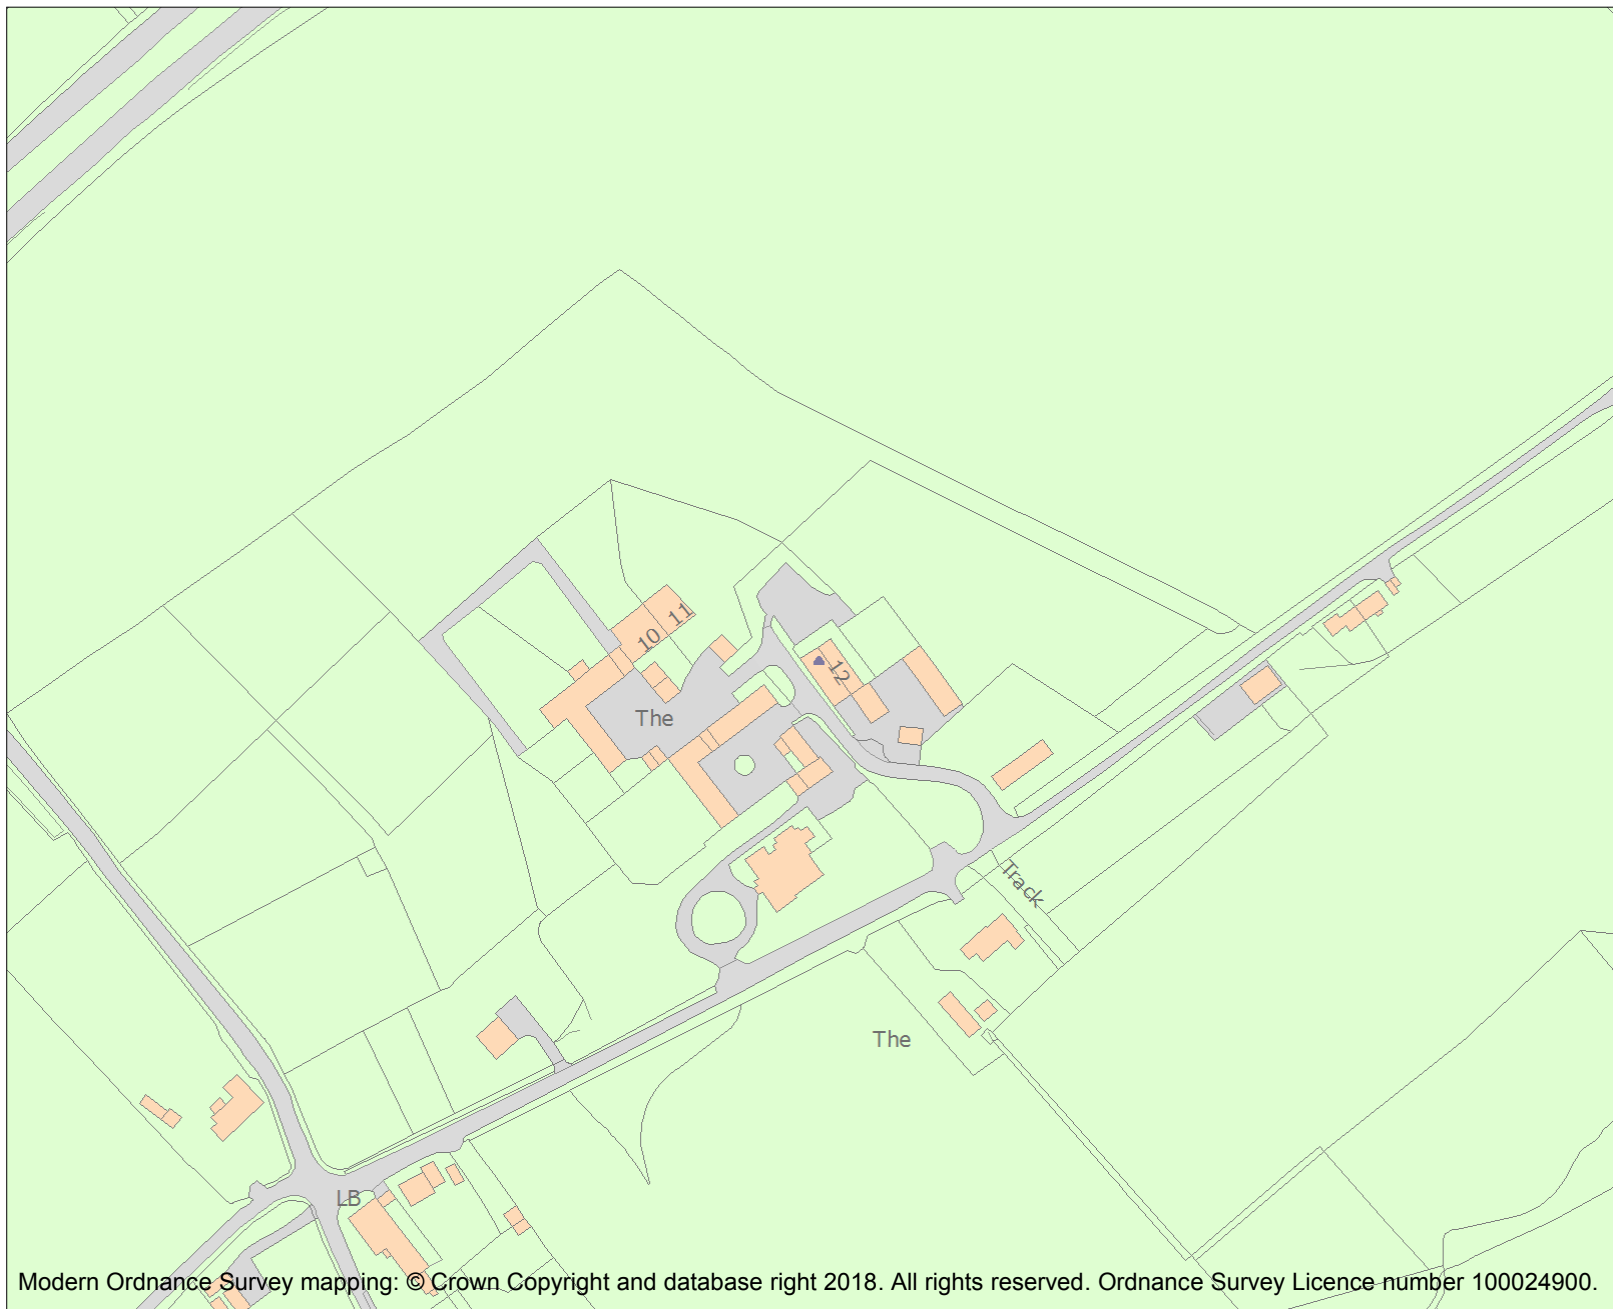 11
10
12
The
Track
The
LB
Modern Ordnance Survey mapping: © Crown Copyright and database right 2018. All rights reserved. Ordnance Survey Licence number 100024900.